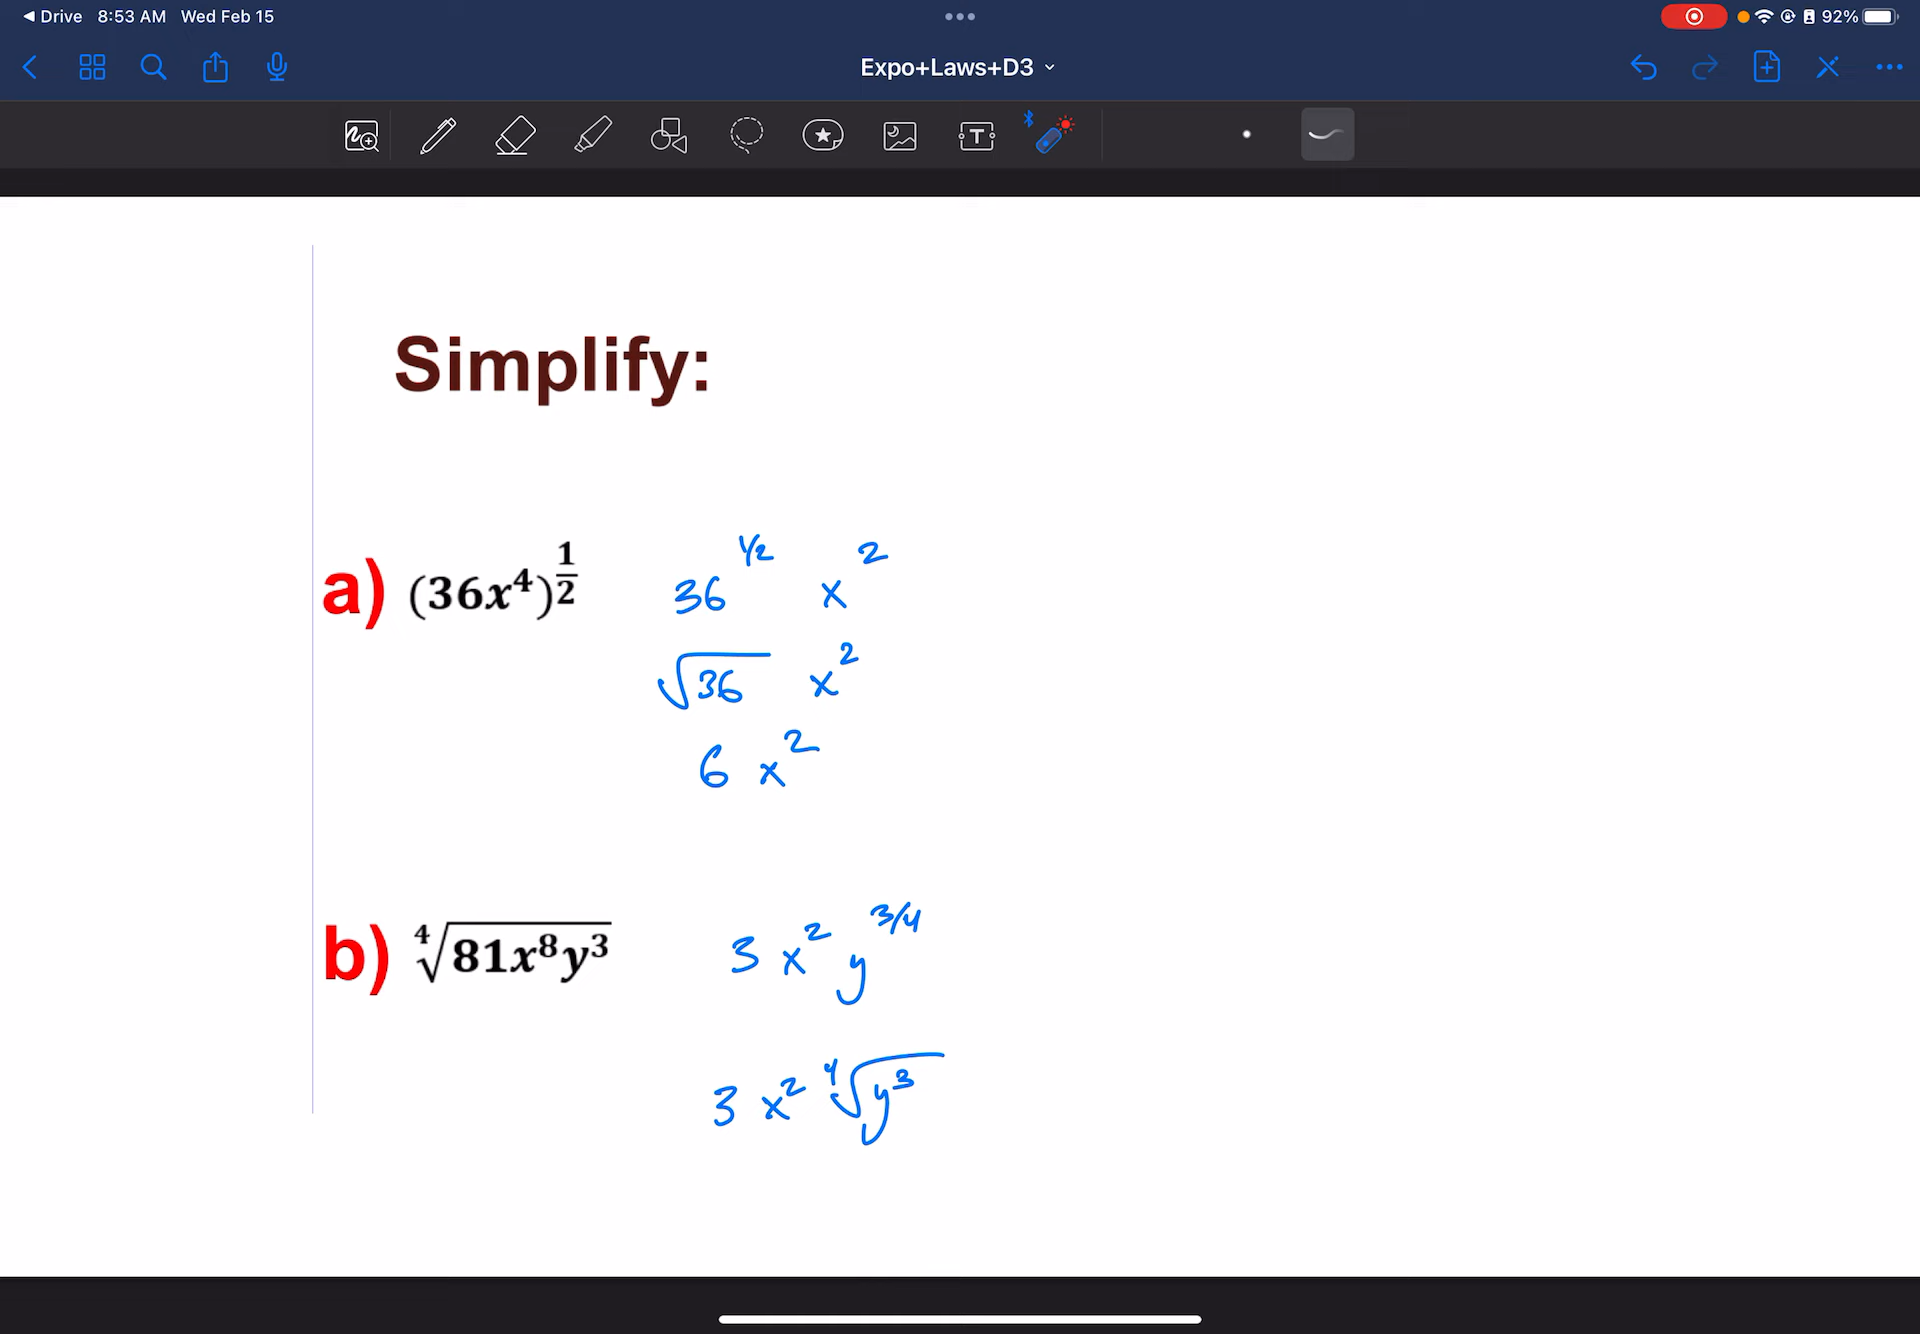 Drive 8:53 AM Wed Feb 15 92%
Expo+Laws+D3
T
Simplify:
a) (36x⁴)^(1/2) 36^(1/2) x²
√36 x²
6 x²
b) ⁴√(81x⁸y³) 3 x² y^(3/4)
3 x² ⁴√(y³)